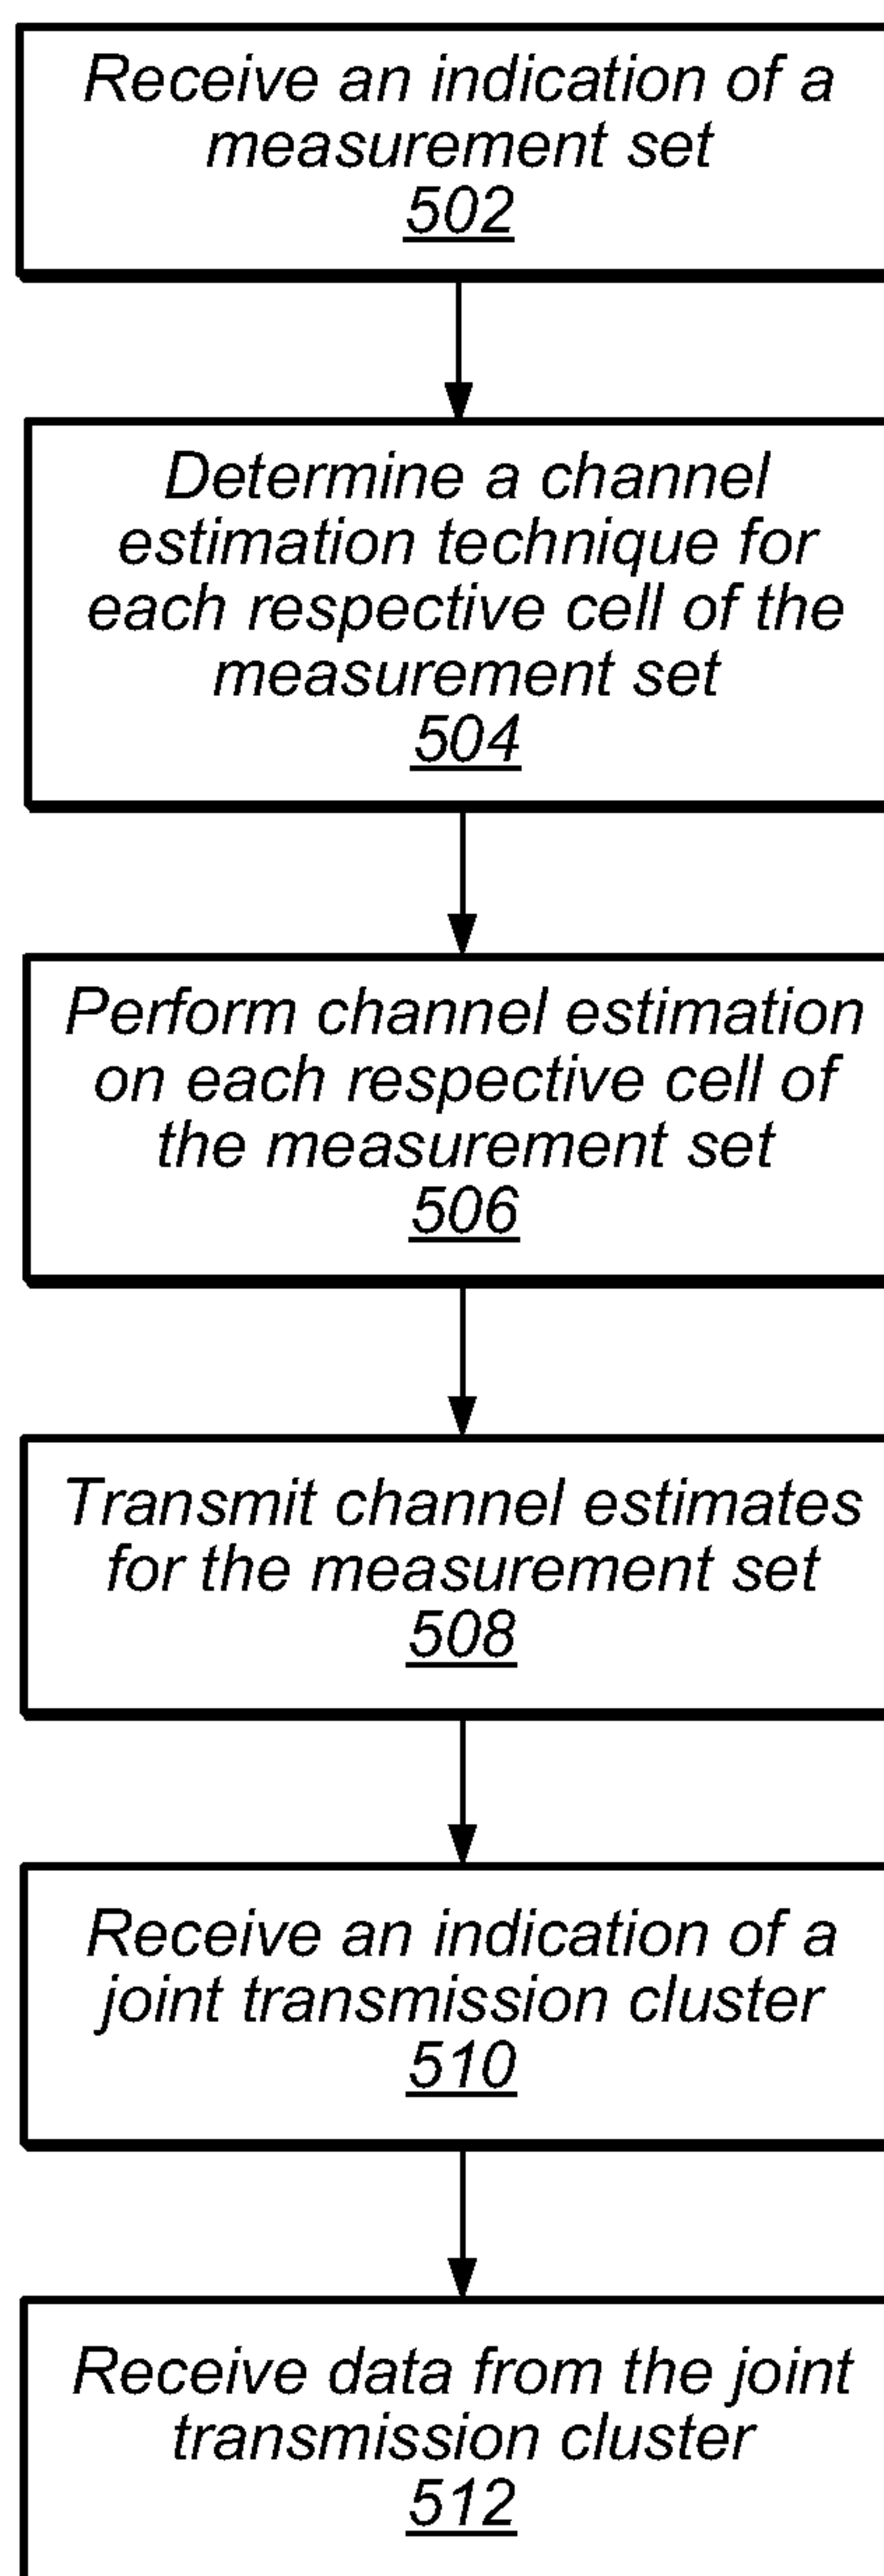 Receive an indication of a
measurement set
502
Determine a channel
estimation technique for
each respective cell of the
measurement set
504
Perform channel estimation
on each respective cell of
the measurement set
506
Transmit channel estimates
for the measurement set
508
Receive an indication of a
joint transmission cluster
510
Receive data from the joint
transmission cluster
512